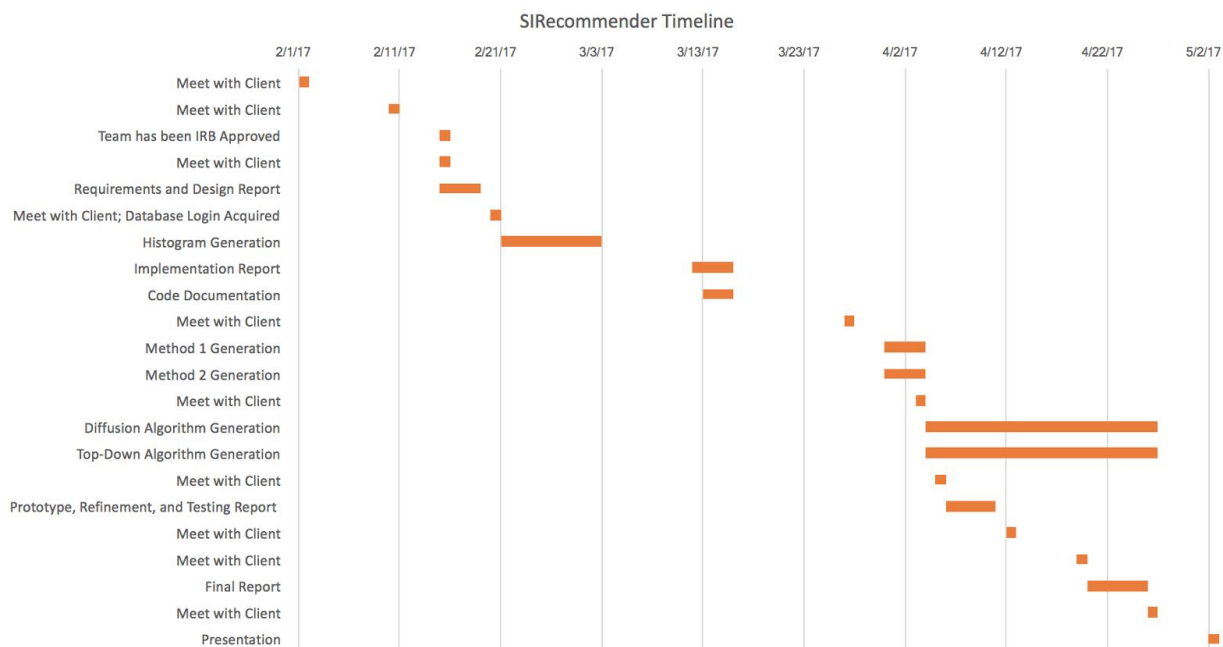 SIRecommender Timeline
2/1/17 2/11/17 2/21/17 3/3/17 3/13/17 3/23/17 4/2/17 4/12/17 4/22/17 5/2/17
Meet with Client
Meet with Client
Team has been IRB Approved
Meet with Client
Requirements and Design Report
Meet with Client; Database Login Acquired
Histogram Generation
Implementation Report
Code Documentation
Meet with Client
Method 1 Generation
Method 2 Generation
Meet with Client
Diffusion Algorithm Generation
Top-Down Algorithm Generation
Meet with Client
Prototype, Refinement, and Testing Report
Meet with Client
Meet with Client
Final Report
Meet with Client
Presentation